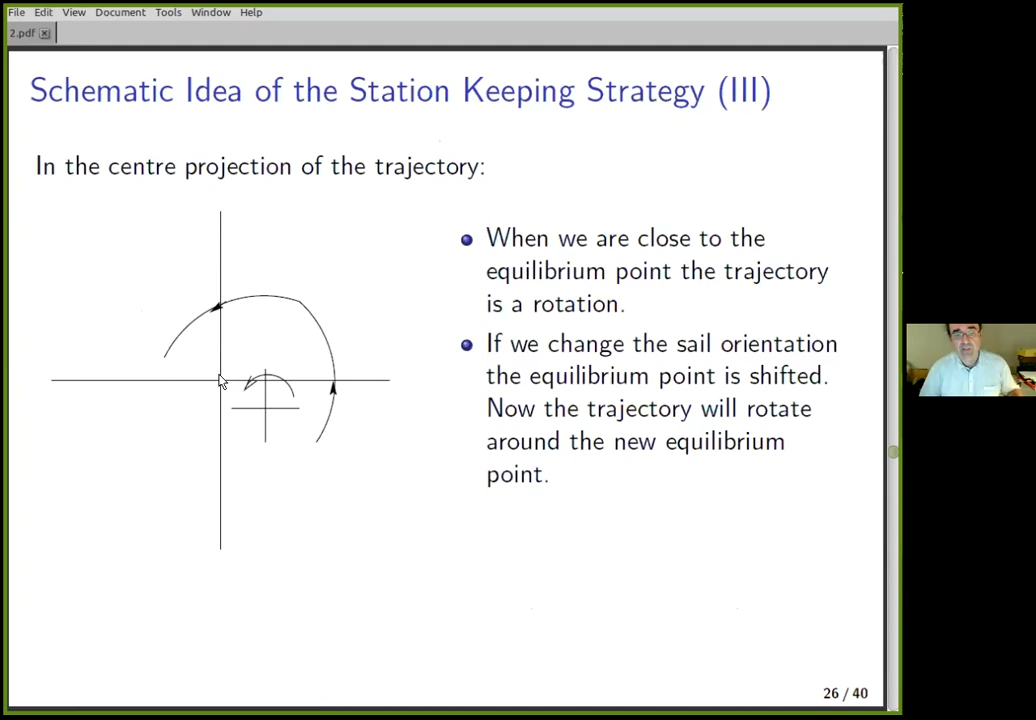 File Edit View Document Tools Window Help
2.pdf
Schematic Idea of the Station Keeping Strategy (III)
In the centre projection of the trajectory:
When we are close to the
equilibrium point the trajectory
is a rotation.
If we change the sail orientation
the equilibrium point is shifted.
Now the trajectory will rotate
around the new equilibrium
point.
26 / 40